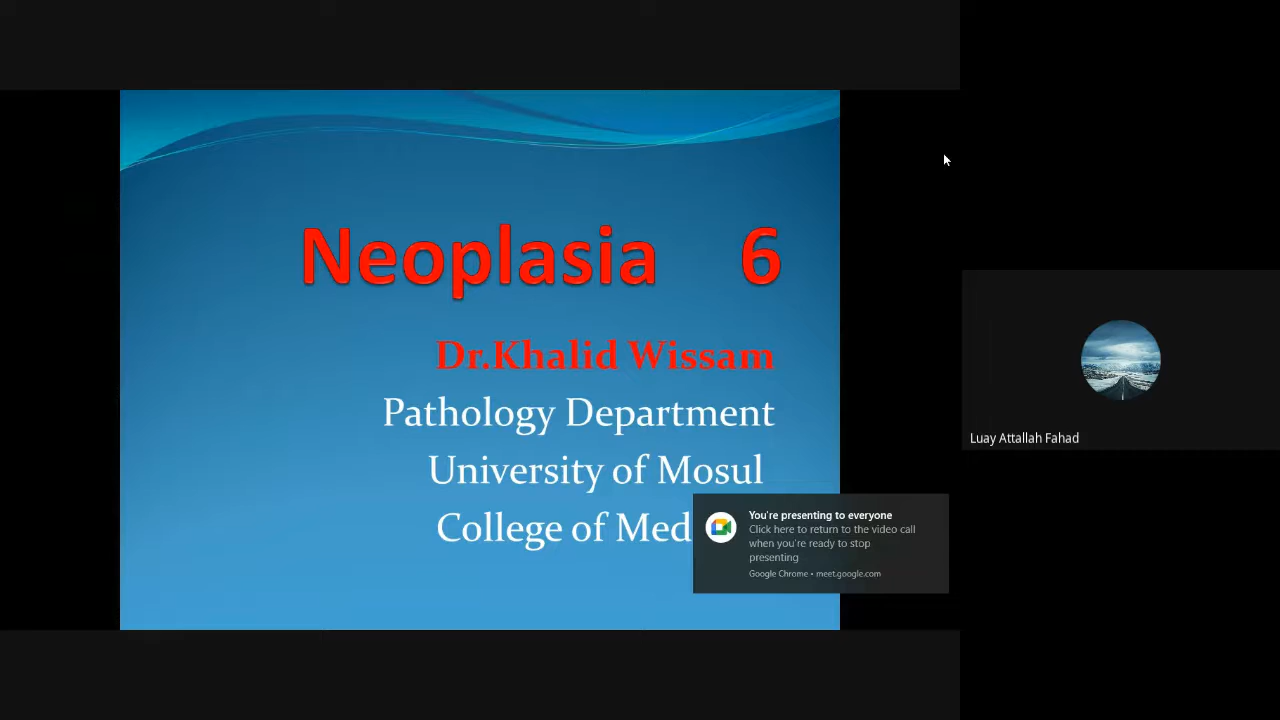 Neoplasia 6
Dr.Khalid Wissam
Pathology Department
University of Mosul
College of Med
You're presenting to everyone
Click here to return to the video call
when you're ready to stop
presenting
Google Chrome • meet.google.com
Luay Attallah Fahad